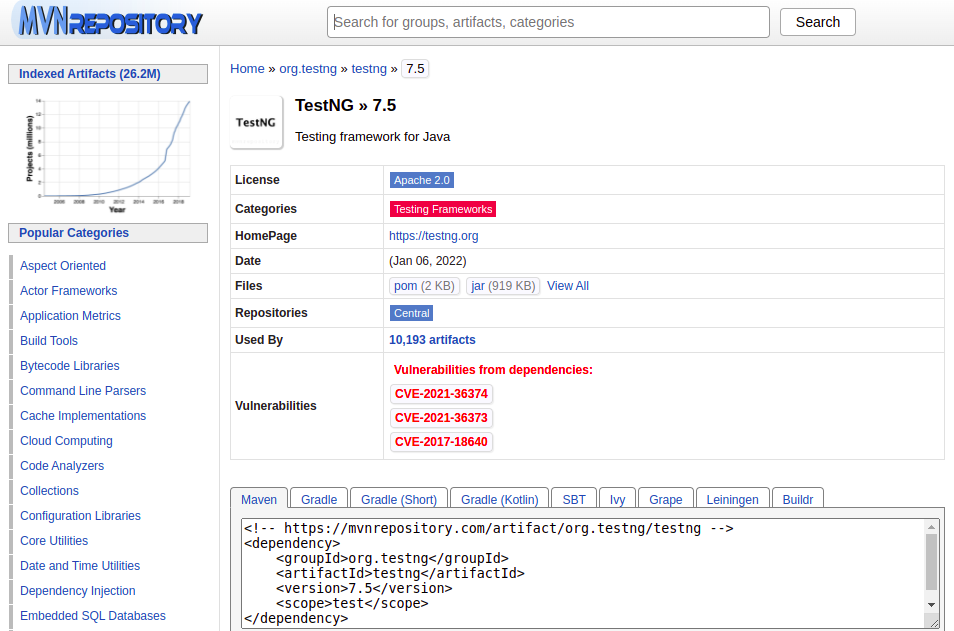 MVNREPOSITORY
Search for groups, artifacts, categories
Search
Indexed Artifacts (26.2M)
Projects (millions)
14
12
10
8
6
4
2
0
2006 2008 2010 2012 2014 2016 2018
Year
Popular Categories
Aspect Oriented
Actor Frameworks
Application Metrics
Build Tools
Bytecode Libraries
Command Line Parsers
Cache Implementations
Cloud Computing
Code Analyzers
Collections
Configuration Libraries
Core Utilities
Date and Time Utilities
Dependency Injection
Embedded SQL Databases
Home » org.testng » testng » 7.5
TestNG
TestNG » 7.5
Testing framework for Java
License Apache 2.0
Categories Testing Frameworks
HomePage https://testng.org
Date (Jan 06, 2022)
Files pom (2 KB) jar (919 KB) View All
Repositories Central
Used By 10,193 artifacts
Vulnerabilities
Vulnerabilities from dependencies:
CVE-2021-36374
CVE-2021-36373
CVE-2017-18640
Maven Gradle Gradle (Short) Gradle (Kotlin) SBT Ivy Grape Leiningen Buildr
<!-- https://mvnrepository.com/artifact/org.testng/testng -->
<dependency>
    <groupId>org.testng</groupId>
    <artifactId>testng</artifactId>
    <version>7.5</version>
    <scope>test</scope>
</dependency>